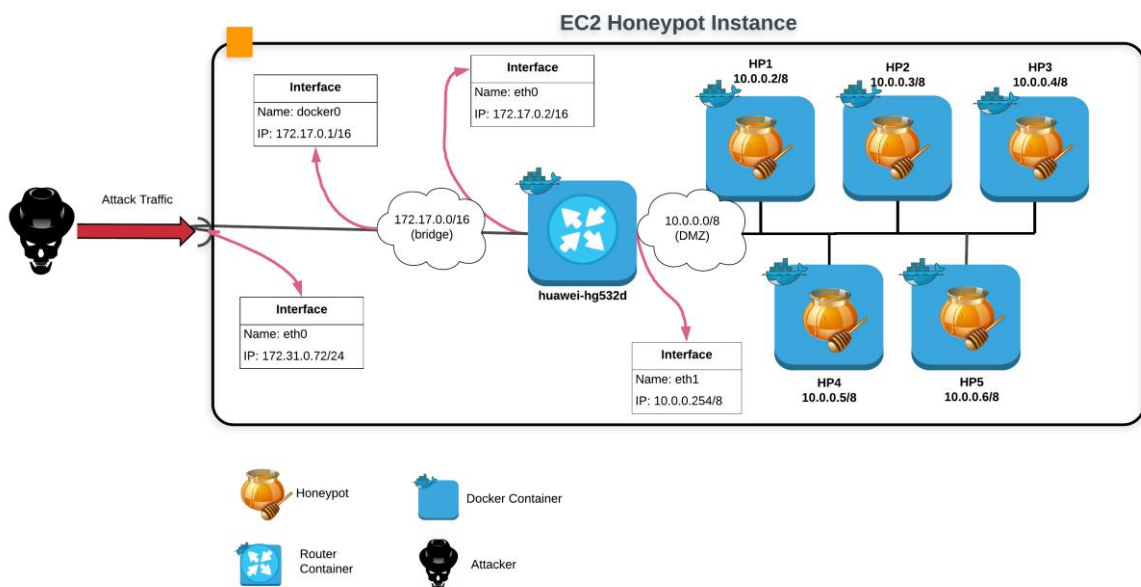 EC2 Honeypot Instance
Interface
Name: docker0
IP: 172.17.0.1/16
Interface
Name: eth0
IP: 172.17.0.2/16
HP1
10.0.0.2/8
HP2
10.0.0.3/8
HP3
10.0.0.4/8
Attack Traffic
172.17.0.0/16
(bridge)
huawei-hg532d
10.0.0.0/8
(DMZ)
Interface
Name: eth0
IP: 172.31.0.72/24
Interface
Name: eth1
IP: 10.0.0.254/8
HP4
10.0.0.5/8
HP5
10.0.0.6/8
Honeypot
Docker Container
Router
Container
Attacker